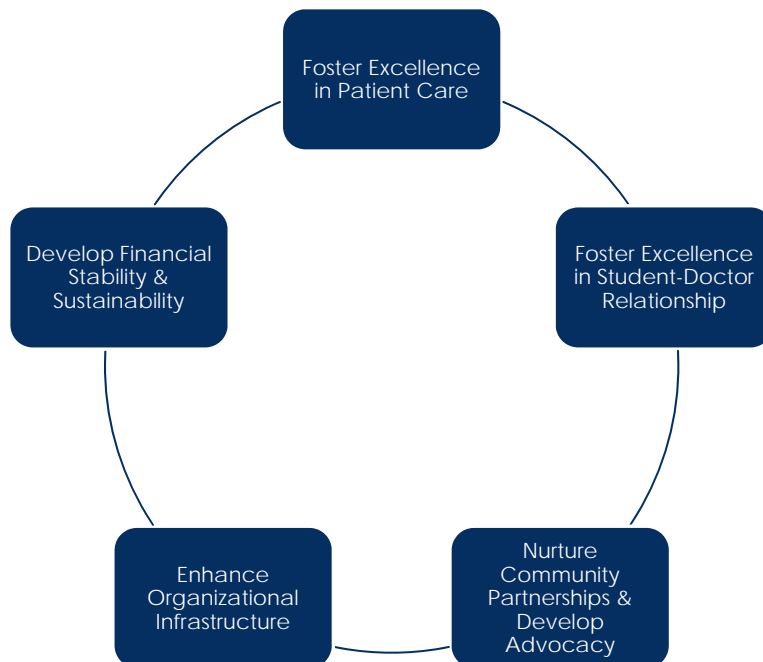 Foster Excellence
in Patient Care
Foster Excellence
in Student-Doctor
Relationship
Nurture
Community
Partnerships &
Develop
Advocacy
Enhance
Organizational
Infrastructure
Develop Financial
Stability &
Sustainability